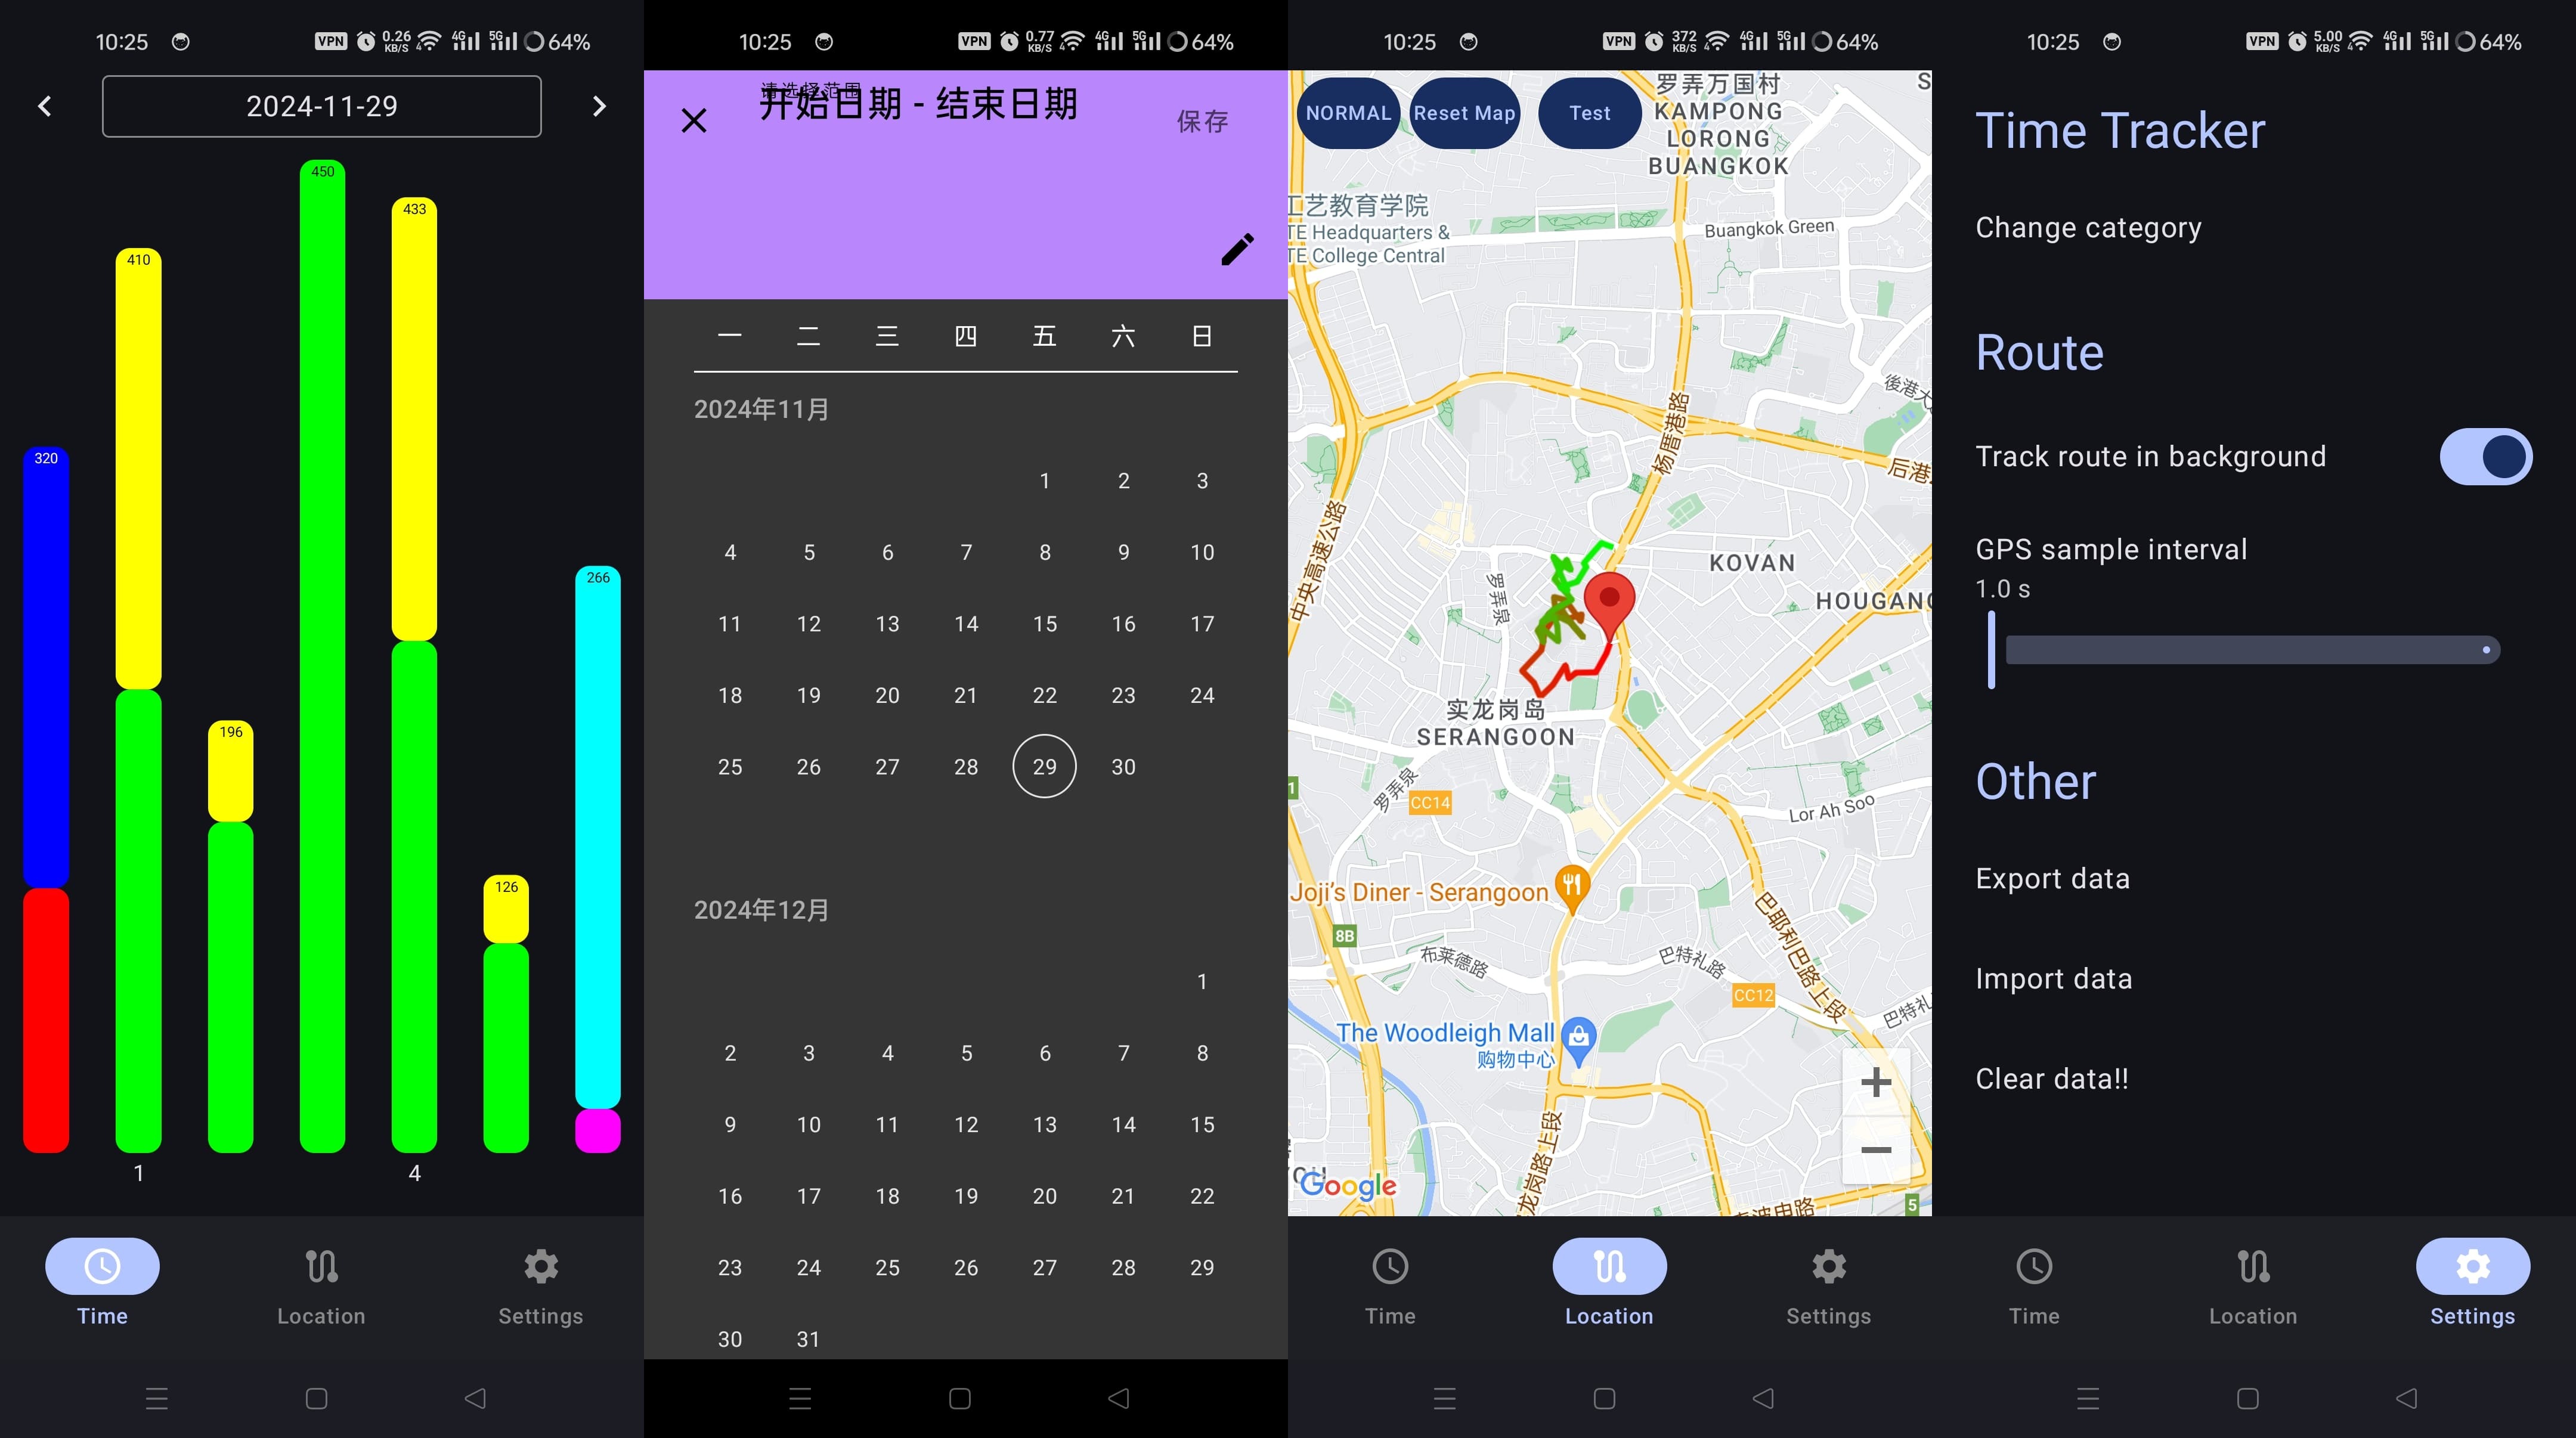 10:25
VPN 0.26 KB/S 4 4G 5G 64%
2024-11-29
450
433
410
320
266
196
126
1 4
Time Location Settings
10:25
VPN 0.77 KB/S 4 4G 5G 64%
请选择范围
开始日期 - 结束日期
保存
一 二 三 四 五 六 日
2024年11月
1 2 3
4 5 6 7 8 9 10
11 12 13 14 15 16 17
18 19 20 21 22 23 24
25 26 27 28 29 30
2024年12月
1
2 3 4 5 6 7 8
9 10 11 12 13 14 15
16 17 18 19 20 21 22
23 24 25 26 27 28 29
30 31
10:25
VPN 372 KB/S 4 4G 5G 64%
NORMAL Reset Map Test
罗弄万国村
KAMPONG
LORONG
BUANGKOK
S
工艺教育学院
TE Headquarters &
TE College Central
Buangkok Green
後港大
杨厝港路
后港
中央高速公路
罗弄泉
KOVAN
HOUGANG
实龙岗岛
SERANGOON
罗弄泉
1
CC14
Lor Ah Soo
Joji's Diner - Serangoon
8B
布莱德路
巴特礼路
巴耶利巴路上段
CC12
巴特礼
The Woodleigh Mall
购物中心
龙岗路上段
+
−
Google
5
波电路
Time Location Settings
10:25
VPN 5.00 KB/S 4 4G 5G 64%
Time Tracker
Change category
Route
Track route in background
GPS sample interval
1.0 s
Other
Export data
Import data
Clear data!!
Time Location Settings